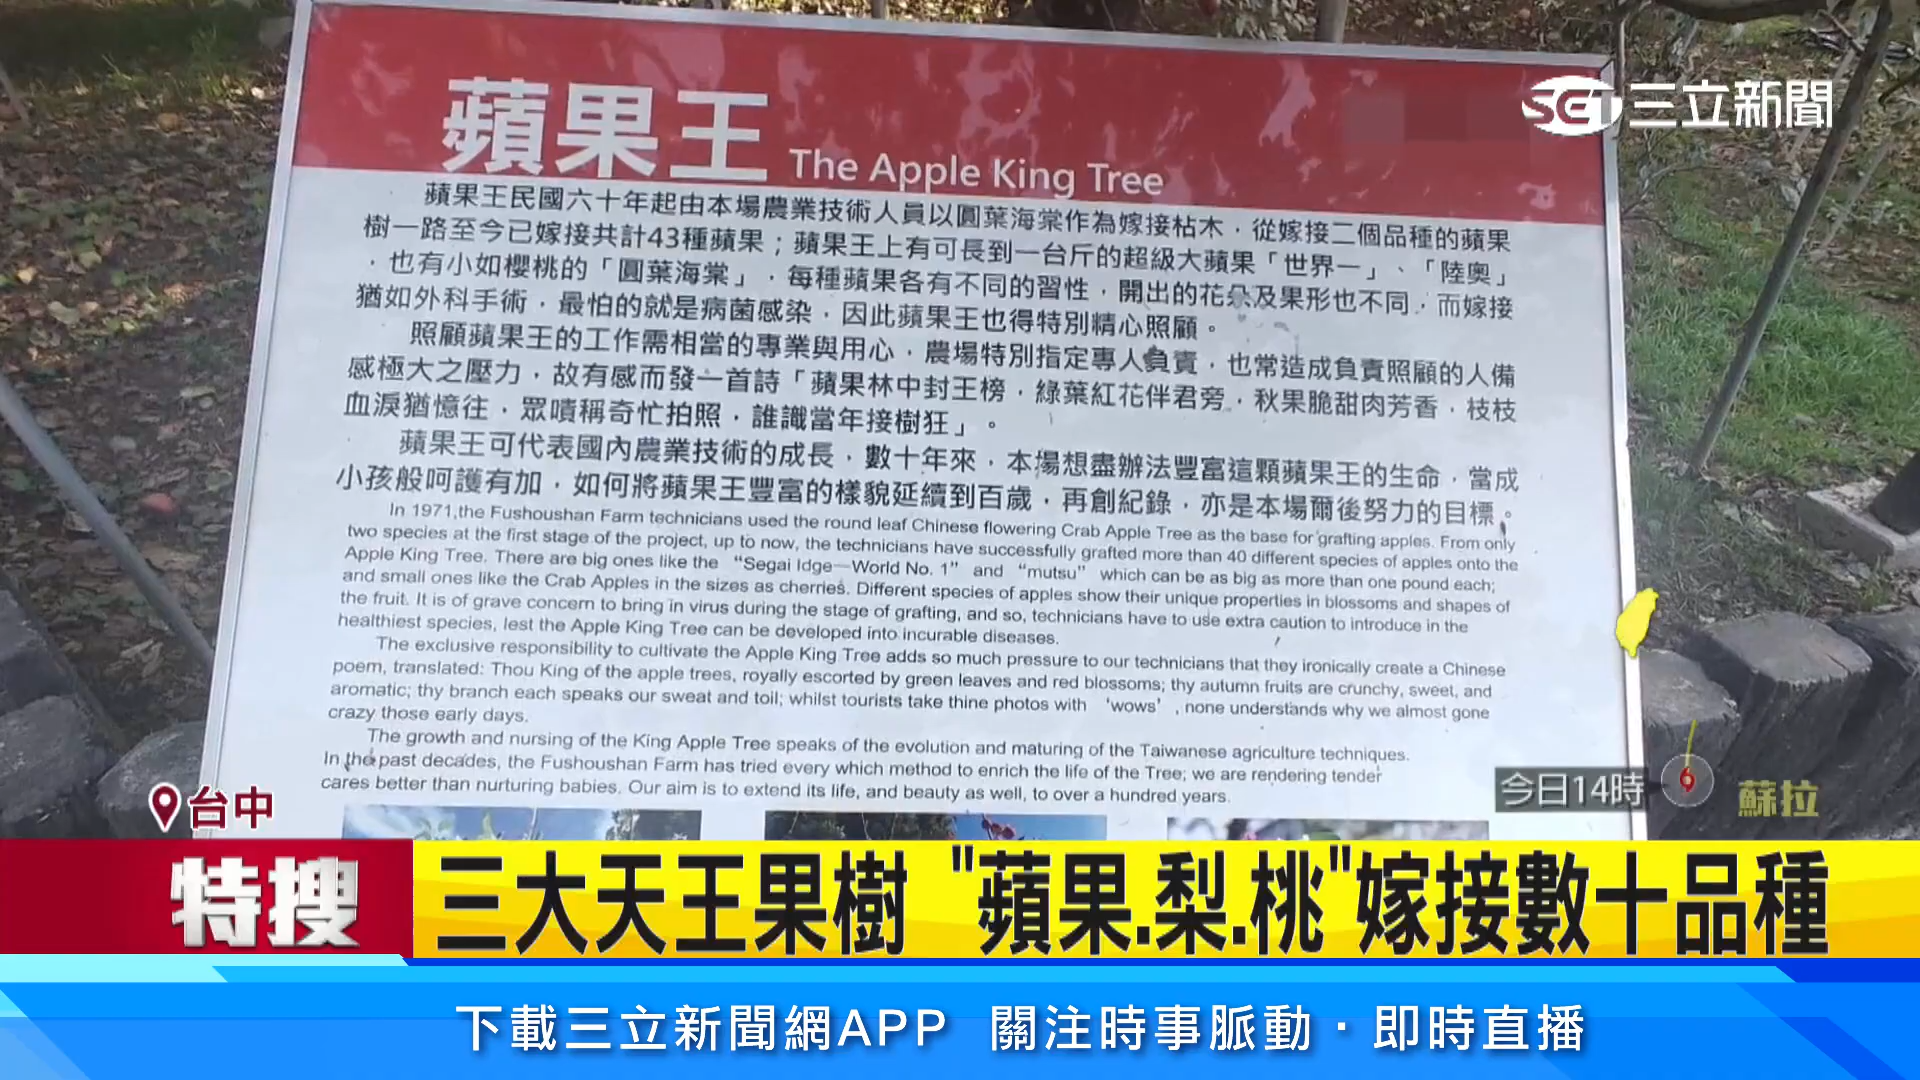 蘋果王 The Apple King Tree
SET三立新聞
蘋果王民國六十年起由本場農業技術人員以圓葉海棠作為嫁接枯木，從嫁接二個品種的蘋果
樹一路至今已嫁接共計43種蘋果；蘋果王上有可長到一台斤的超級大蘋果「世界一」、「陸奧」
，也有小如櫻桃的「圓葉海棠」，每種蘋果各有不同的習性，開出的花朵及果形也不同，而嫁接
猶如外科手術，最怕的就是病菌感染，因此蘋果王也得特別精心照顧。
照顧蘋果王的工作需相當的專業與用心，農場特別指定專人負責，也常造成負責照顧的人備
感極大之壓力，故有感而發一首詩「蘋果林中封王榜，綠葉紅花伴君旁，秋果脆甜肉芳香，枝枝
血淚猶憶往，眾嘖稱奇忙拍照，誰識當年接樹狂」。
蘋果王可代表國內農業技術的成長，數十年來，本場想盡辦法豐富這顆蘋果王的生命，當成
小孩般呵護有加，如何將蘋果王豐富的樣貌延續到百歲，再創紀錄，亦是本場爾後努力的目標。
In 1971,the Fushoushan Farm technicians used the round leaf Chinese flowering Crab Apple Tree as the base for grafting apples. From only
two species at the first stage of the project, up to now, the technicians have successfully grafted more than 40 different species of apples onto the
Apple King Tree. There are big ones like the “Segai Idge—World No. 1” and “mutsu” which can be as big as more than one pound each;
and small ones like the Crab Apples in the sizes as cherries. Different species of apples show their unique properties in blossoms and shapes of
the fruit. It is of grave concern to bring in virus during the stage of grafting, and so, technicians have to use extra caution to introduce in the
healthiest species, lest the Apple King Tree can be developed into incurable diseases.
The exclusive responsibility to cultivate the Apple King Tree adds so much pressure to our technicians that they ironically create a Chinese
poem, translated: Thou King of the apple trees, royally escorted by green leaves and red blossoms; thy autumn fruits are crunchy, sweet, and
aromatic; thy branch each speaks our sweat and toil; whilst tourists take thine photos with ‘wows’, none understands why we almost gone
crazy those early days.
The growth and nursing of the King Apple Tree speaks of the evolution and maturing of the Taiwanese agriculture techniques.
In the past decades, the Fushoushan Farm has tried every which method to enrich the life of the Tree; we are rendering tender
cares better than nurturing babies. Our aim is to extend its life, and beauty as well, to over a hundred years.
今日14時
蘇拉
台中
特搜
三大天王果樹 "蘋果.梨.桃"嫁接數十品種
下載三立新聞網APP 關注時事脈動・即時直播